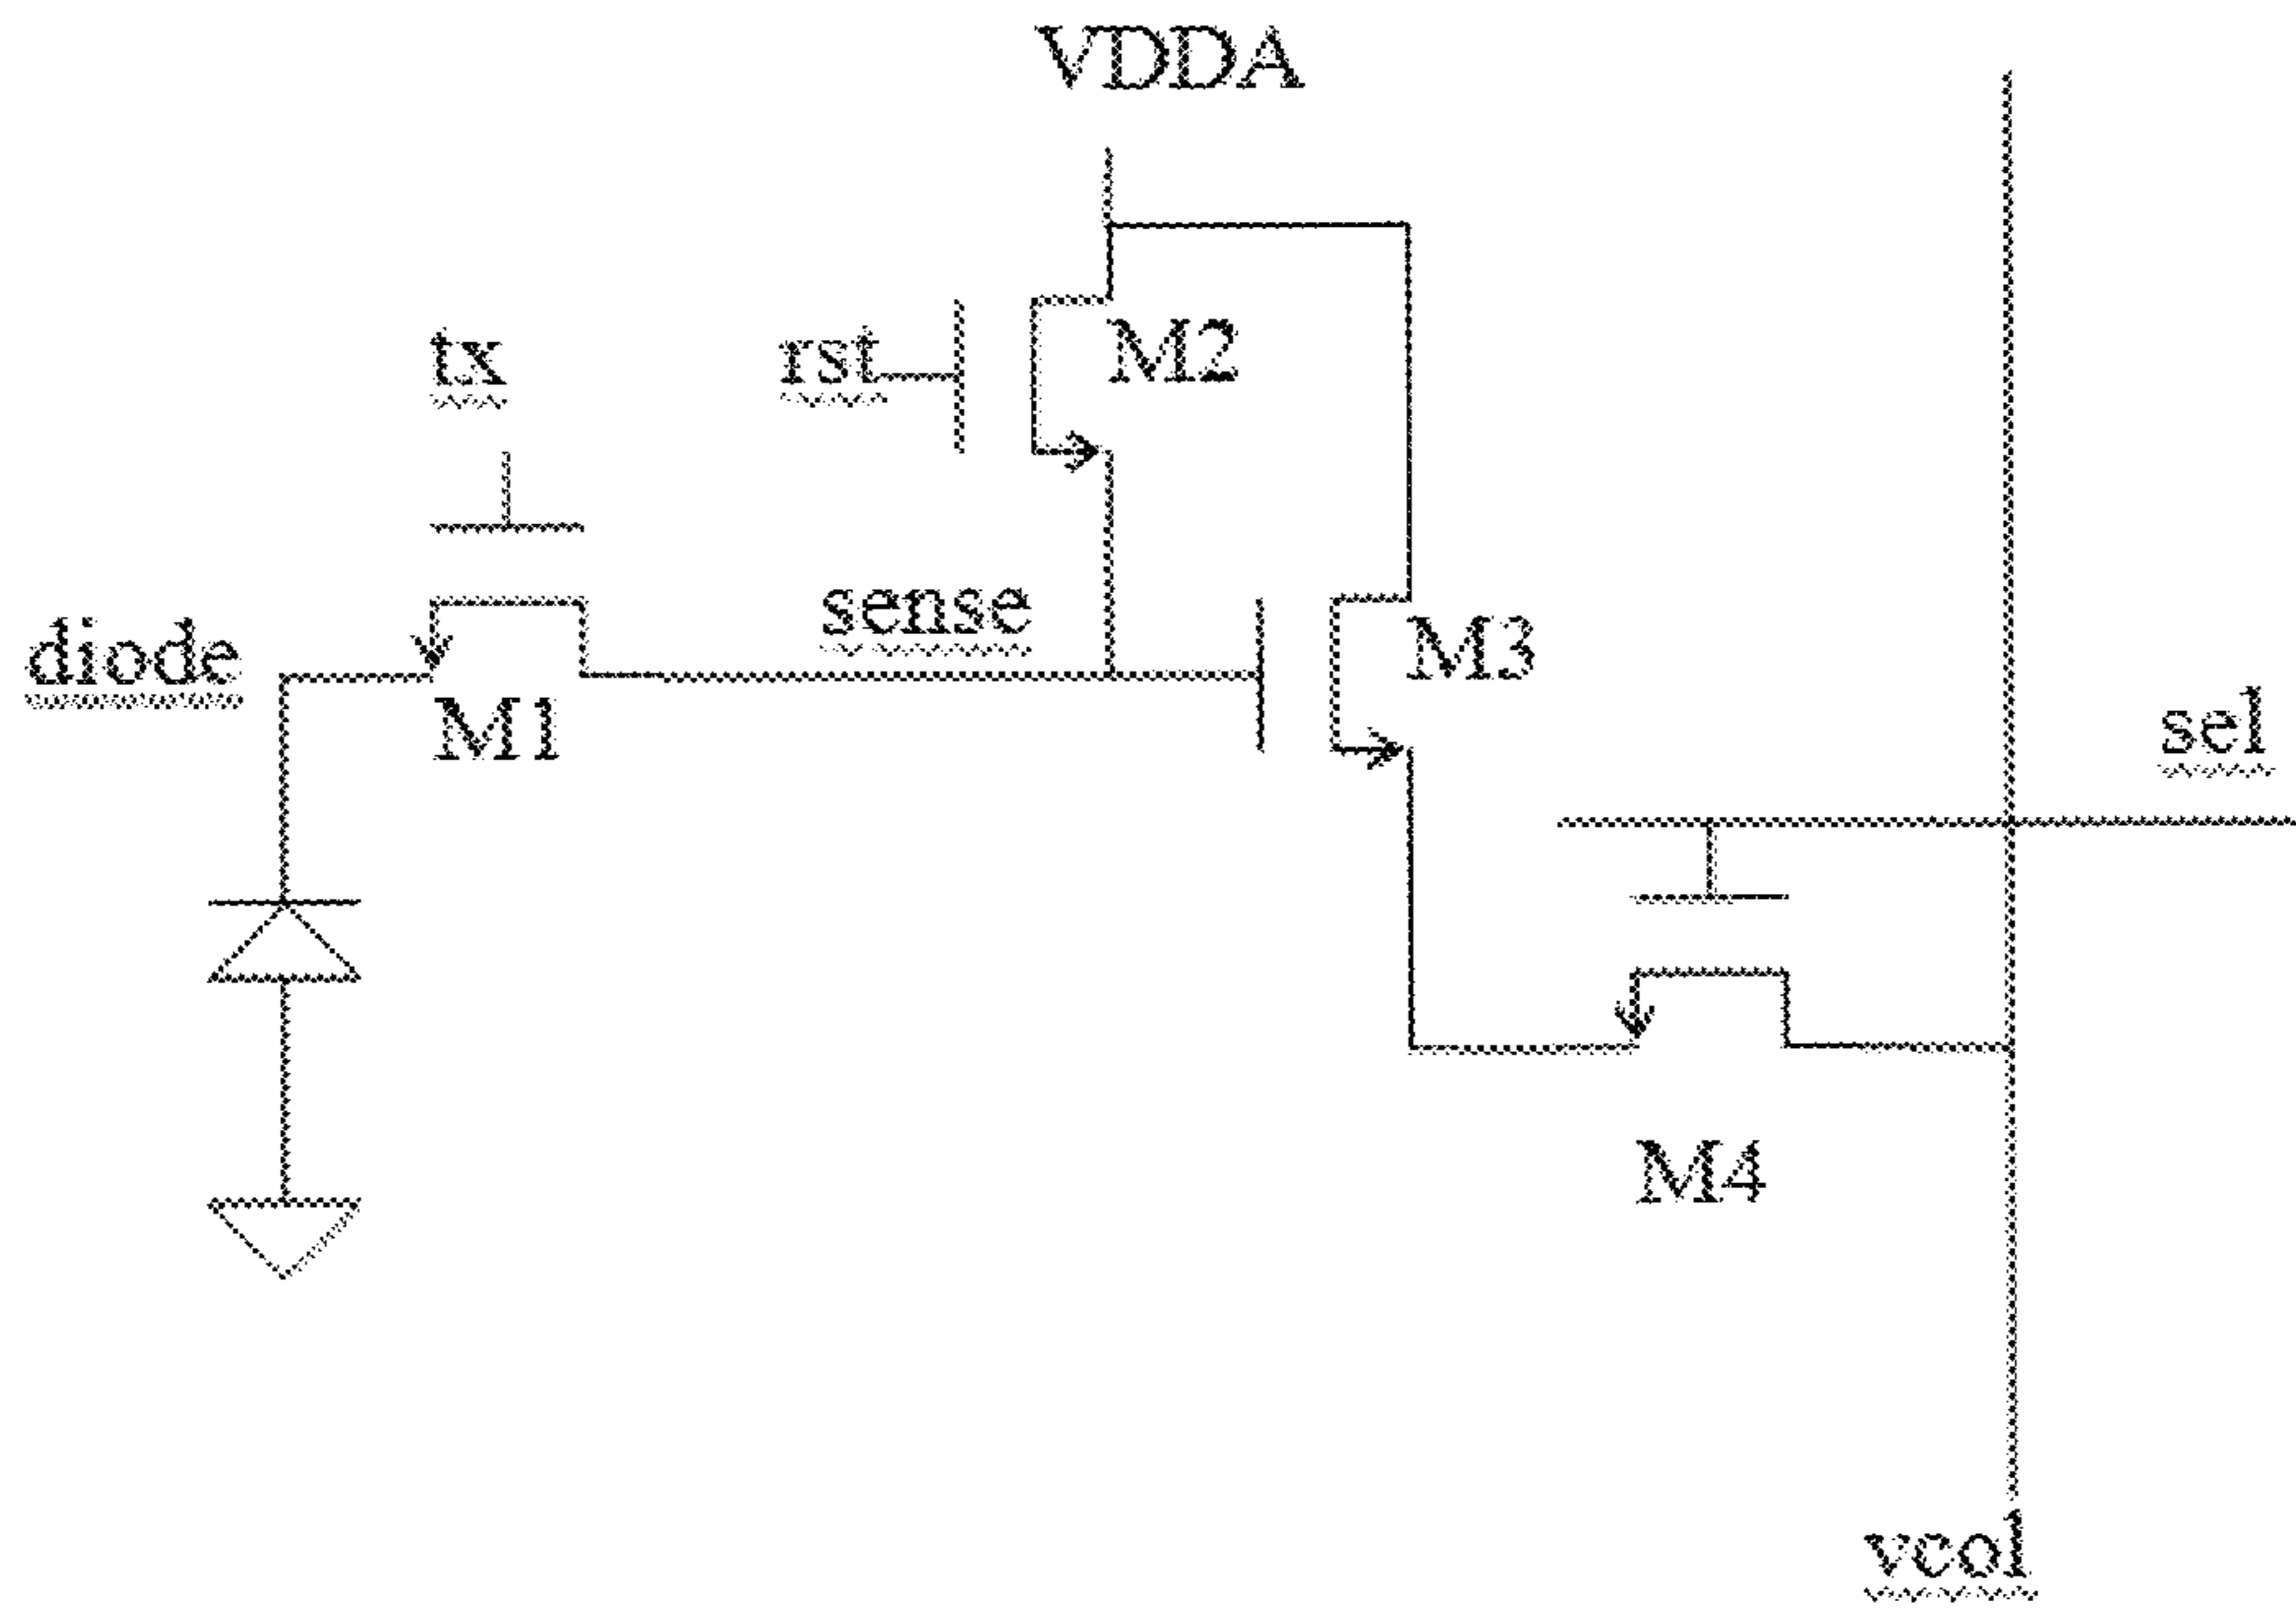 VDDA
tx
rst
M2
sense
diode
M3
M1
sel
M4
vcol